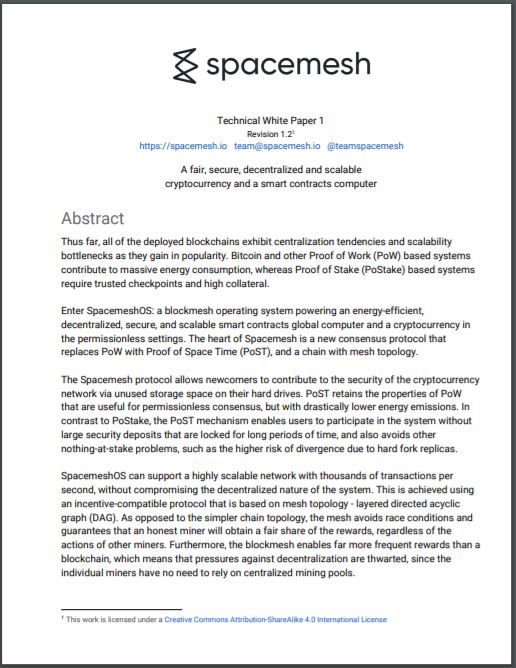 spacemesh
Technical White Paper 1
Revision 1.2¹
https://spacemesh.io team@spacemesh.io @teamspacemesh
A fair, secure, decentralized and scalable
cryptocurrency and a smart contracts computer
Abstract
Thus far, all of the deployed blockchains exhibit centralization tendencies and scalability
bottlenecks as they gain in popularity. Bitcoin and other Proof of Work (PoW) based systems
contribute to massive energy consumption, whereas Proof of Stake (PoStake) based systems
require trusted checkpoints and high collateral.
Enter SpacemeshOS: a blockmesh operating system powering an energy-efficient,
decentralized, secure, and scalable smart contracts global computer and a cryptocurrency in
the permissionless settings. The heart of Spacemesh is a new consensus protocol that
replaces PoW with Proof of Space Time (PoST), and a chain with mesh topology.
The Spacemesh protocol allows newcomers to contribute to the security of the cryptocurrency
network via unused storage space on their hard drives. PoST retains the properties of PoW
that are useful for permissionless consensus, but with drastically lower energy emissions. In
contrast to PoStake, the PoST mechanism enables users to participate in the system without
large security deposits that are locked for long periods of time, and also avoids other
nothing-at-stake problems, such as the higher risk of divergence due to hard fork replicas.
SpacemeshOS can support a highly scalable network with thousands of transactions per
second, without compromising the decentralized nature of the system. This is achieved using
an incentive-compatible protocol that is based on mesh topology - layered directed acyclic
graph (DAG). As opposed to the simpler chain topology, the mesh avoids race conditions and
guarantees that an honest miner will obtain a fair share of the rewards, regardless of the
actions of other miners. Furthermore, the blockmesh enables far more frequent rewards than a
blockchain, which means that pressures against decentralization are thwarted, since the
individual miners have no need to rely on centralized mining pools.
¹ This work is licensed under a Creative Commons Attribution-ShareAlike 4.0 International License